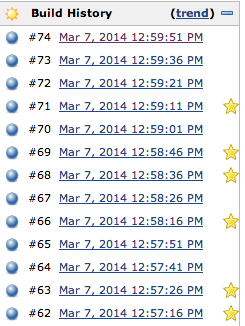 Build History (trend)
#74 Mar 7, 2014 12:59:51 PM
#73 Mar 7, 2014 12:59:36 PM
#72 Mar 7, 2014 12:59:21 PM
#71 Mar 7, 2014 12:59:11 PM
#70 Mar 7, 2014 12:59:01 PM
#69 Mar 7, 2014 12:58:46 PM
#68 Mar 7, 2014 12:58:36 PM
#67 Mar 7, 2014 12:58:26 PM
#66 Mar 7, 2014 12:58:16 PM
#65 Mar 7, 2014 12:57:51 PM
#64 Mar 7, 2014 12:57:41 PM
#63 Mar 7, 2014 12:57:26 PM
#62 Mar 7, 2014 12:57:16 PM